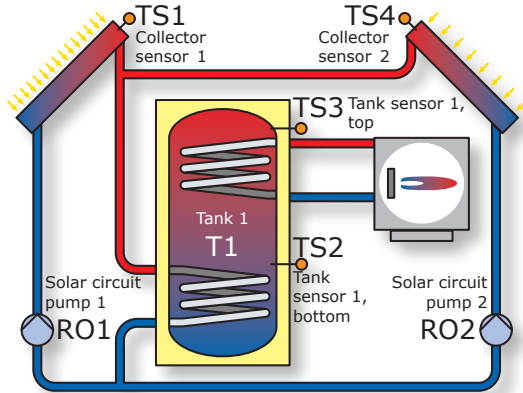 TS1
Collector
sensor 1
TS4
Collector
sensor 2
TS3 Tank sensor 1,
top
Tank 1
T1
TS2
Tank
sensor 1,
bottom
Solar circuit
pump 1
RO1
Solar circuit
pump 2
RO2